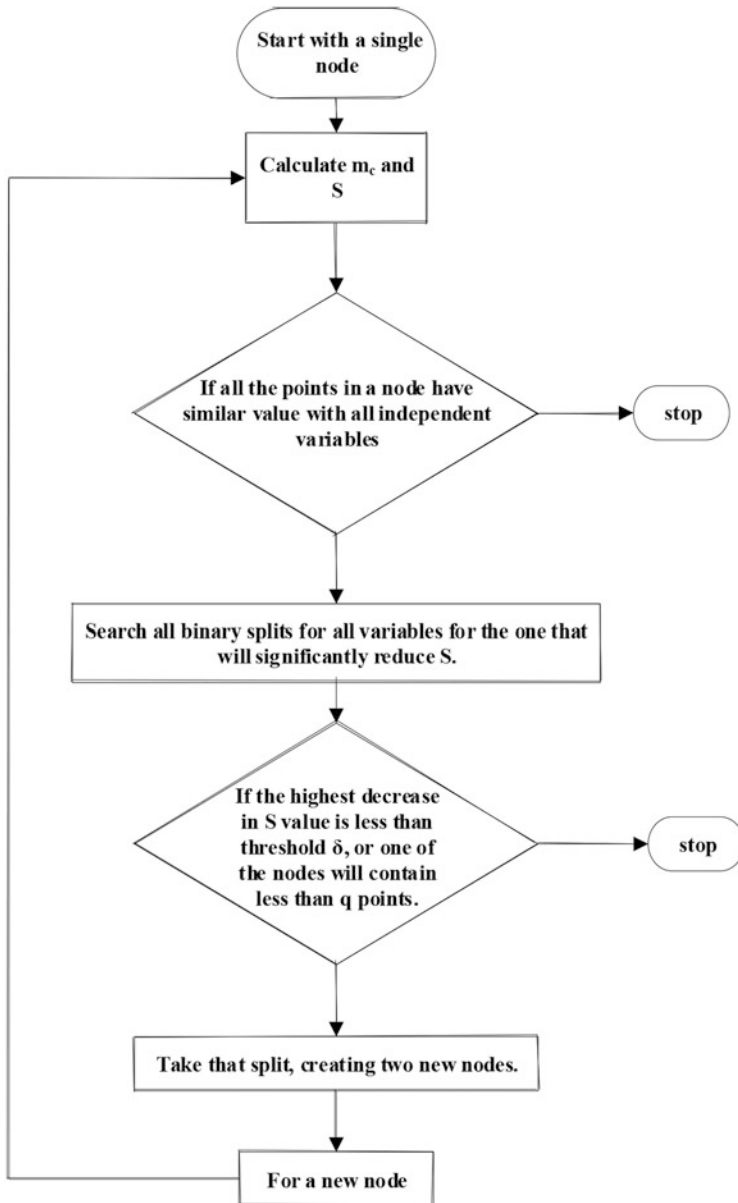 Start with a single
node
Calculate mc and
S
If all the points in a node have
similar value with all independent
variables
stop
Search all binary splits for all variables for the one that
will significantly reduce S.
If the highest decrease
in S value is less than
threshold δ, or one of
the nodes will contain
less than q points.
stop
Take that split, creating two new nodes.
For a new node